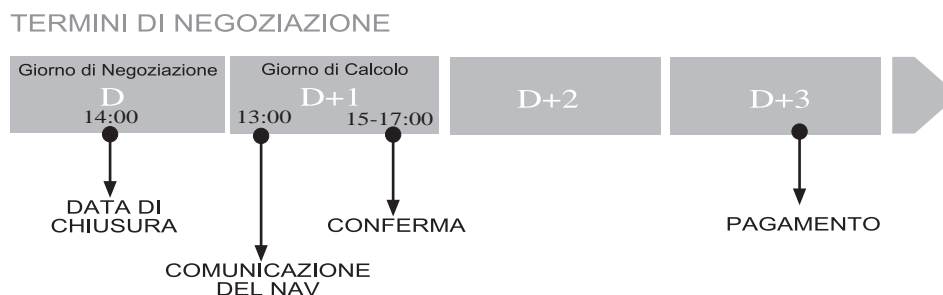 TERMINI DI NEGOZIAZIONE
Giorno di Negoziazione
D
14:00
Giorno di Calcolo
D+1
13:00 15-17:00
D+2
D+3
DATA DI
CHIUSURA
CONFERMA
PAGAMENTO
COMUNICAZIONE
DEL NAV